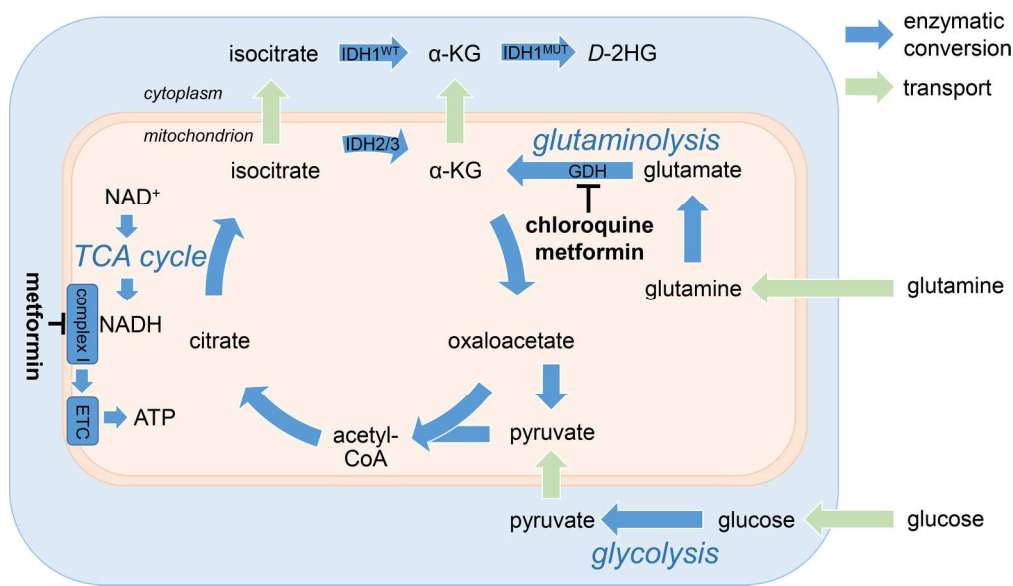 enzymatic
conversion
transport
isocitrate
IDH1WT
α-KG
IDH1MUT
D-2HG
cytoplasm
mitochondrion
isocitrate
IDH2/3
α-KG
glutaminolysis
GDH
glutamate
chloroquine
metformin
NAD+
TCA cycle
NADH
metformin
complex I
ETC
ATP
citrate
oxaloacetate
glutamine
glutamine
acetyl-
CoA
pyruvate
pyruvate
glucose
glucose
glycolysis